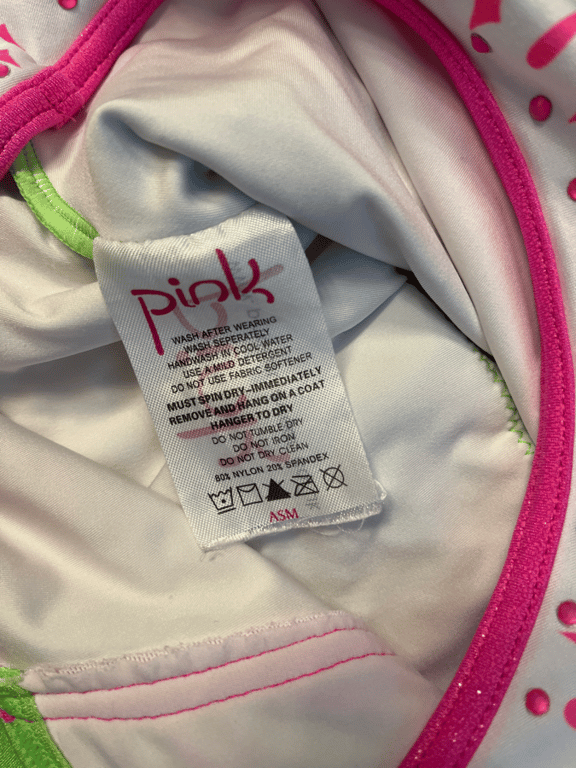 pink
WASH AFTER WEARING
WASH SEPERATELY
HANDWASH IN COOL WATER
USE A MILD DETERGENT
DO NOT USE FABRIC SOFTENER
MUST SPIN DRY—IMMEDIATELY
REMOVE AND HANG ON A COAT
HANGER TO DRY
DO NOT TUMBLE DRY
DO NOT IRON
DO NOT DRY CLEAN
80% NYLON 20% SPANDEX
ASM